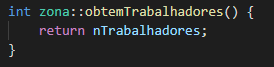 int zona::obtemTrabalhadores() {
    return nTrabalhadores;
}